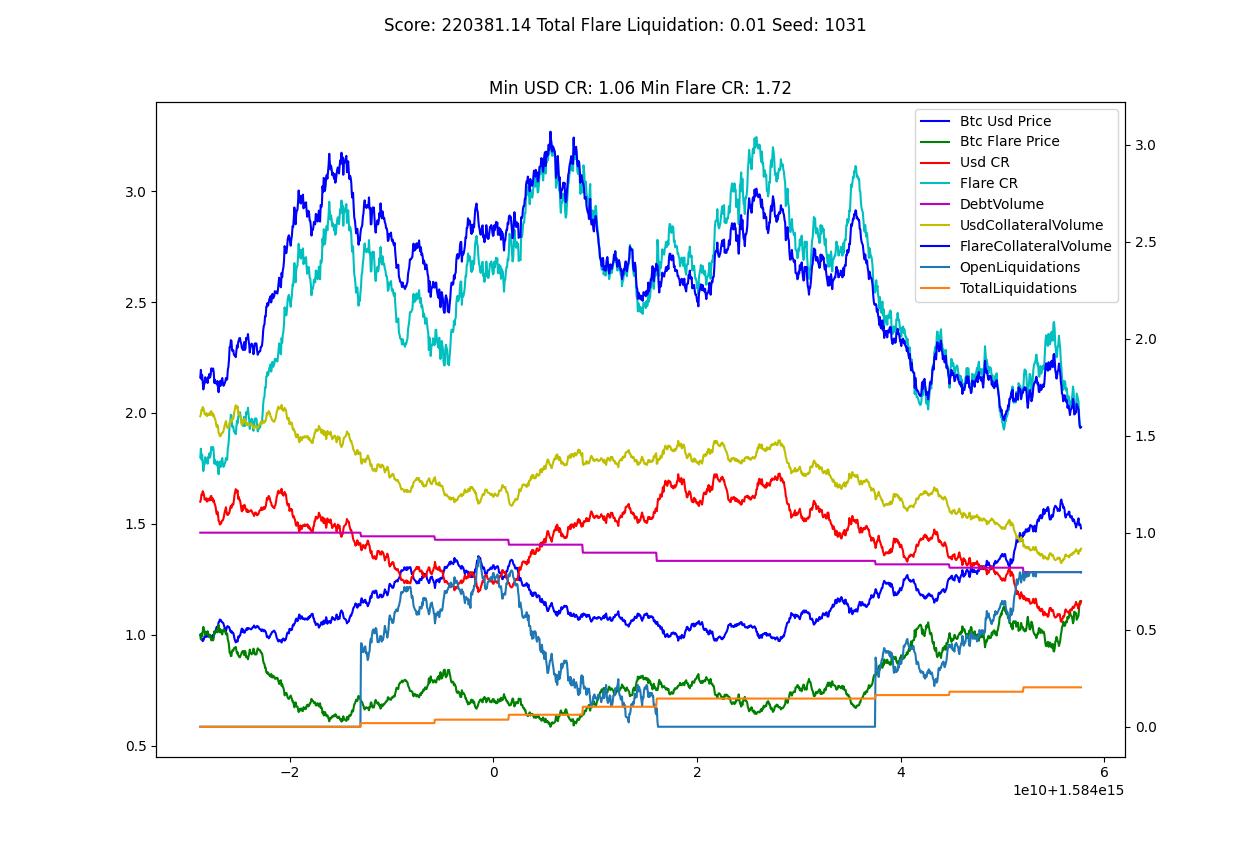 Score: 220381.14 Total Flare Liquidation: 0.01 Seed: 1031
Min USD CR: 1.06 Min Flare CR: 1.72
Btc Usd Price
Btc Flare Price
Usd CR
Flare CR
DebtVolume
UsdCollateralVolume
FlareCollateralVolume
OpenLiquidations
TotalLiquidations
3.0
2.5
2.0
1.5
1.0
0.5
3.0
2.5
2.0
1.5
1.0
0.5
0.0
−2
0
2
4
6
1e10+1.584e15